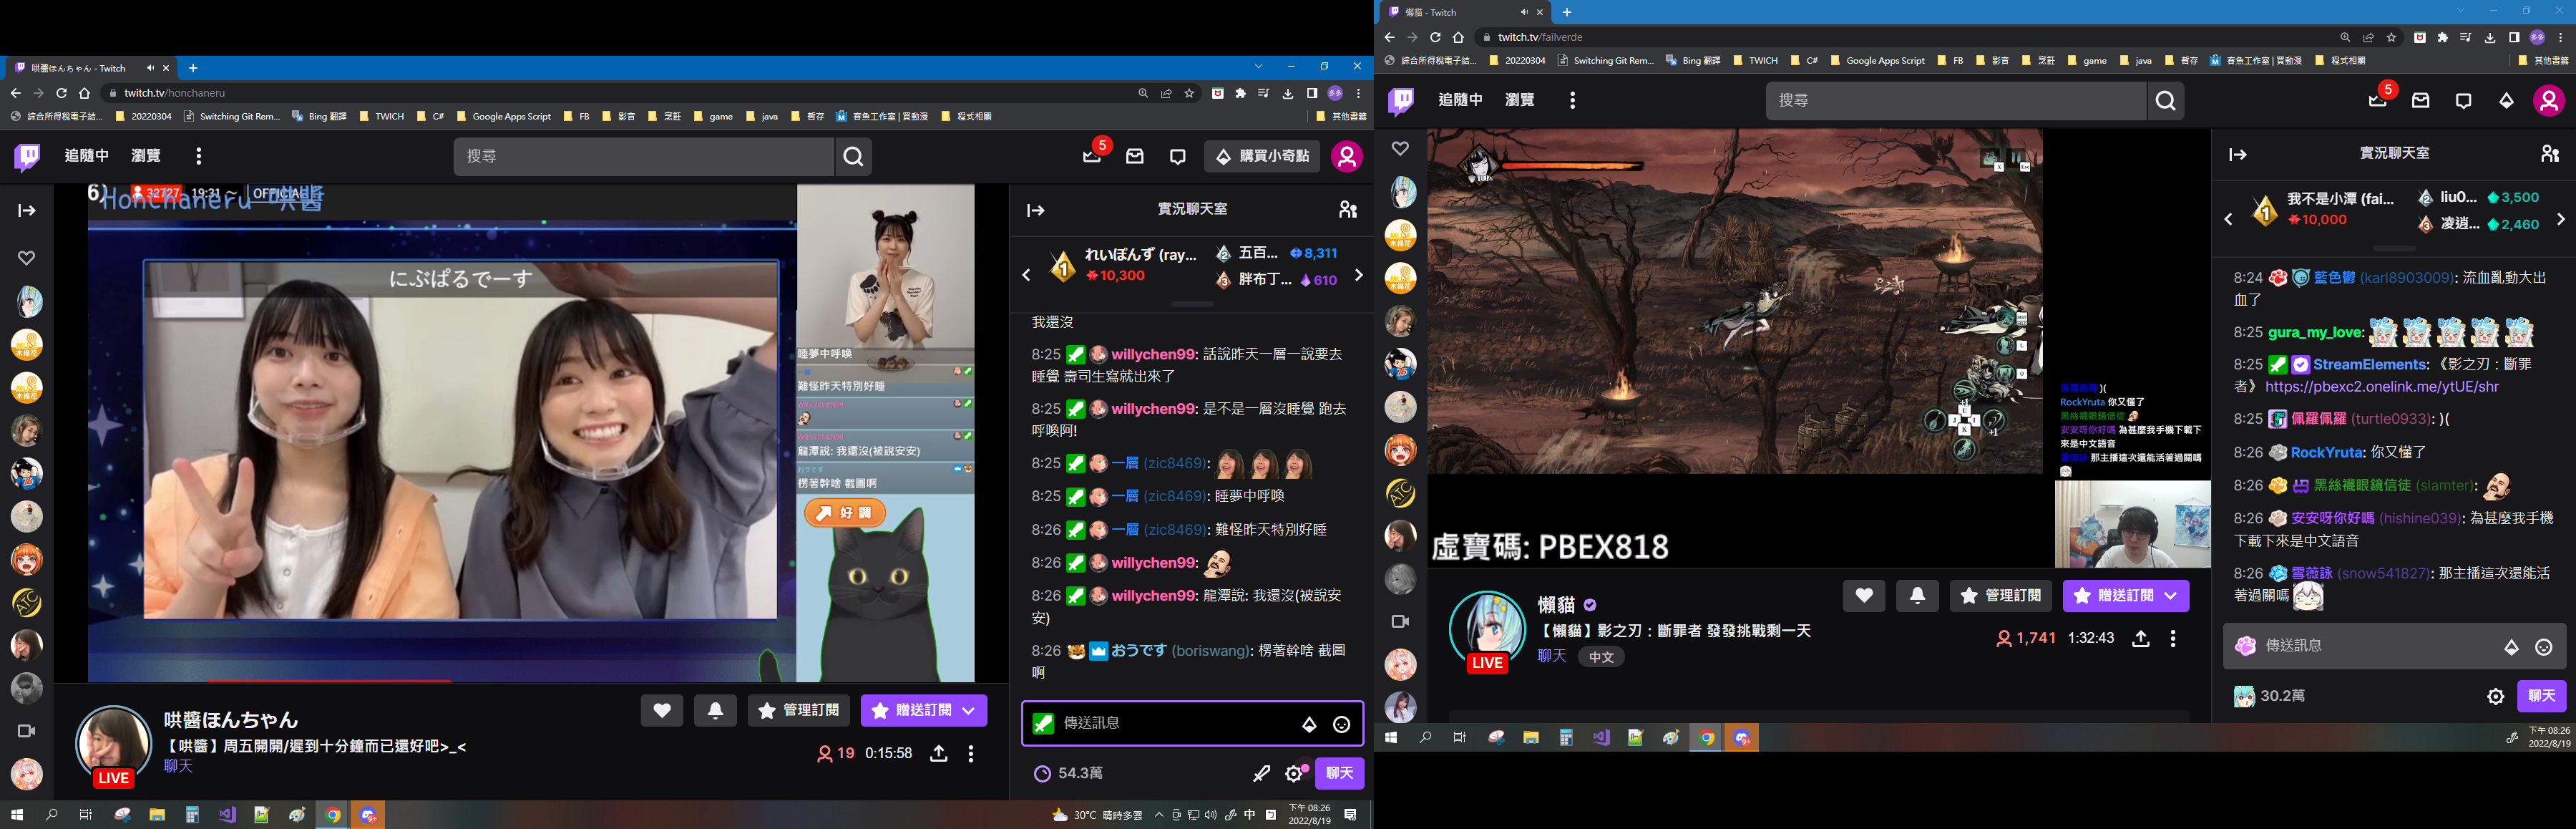 哄醬ほんちゃん - Twitch
twitch.tv/honchaneru
綜合所得稅電子結...
20220304
Switching Git Rem...
Bing 翻譯
TWICH
C#
Google Apps Script
FB
影音
烹飪
game
java
暫存
春魚工作室 | 買動漫
程式相關
其他書籤
追隨中
瀏覽
搜尋
5
購買小奇點
6)
32727
19:31 ~
OFFICIAL
Honchaneru 哄醬
にぶぱるでーす
睡夢中呼喚
一層
難怪昨天特別好睡
WILLYCHEN99
WILLYCHEN99
龍潭說: 我還沒(被說安安)
おうです
楞著幹啥 截圖啊
好調
LIVE
哄醬ほんちゃん
【哄醬】周五開開/遲到十分鐘而已還好吧>_<
聊天
管理訂閱
贈送訂閱
19
0:15:58
實況聊天室
1
れいぽんず (ray...
10,300
2
五百...
8,311
3
胖布丁...
610
我還沒
8:25 willychen99: 話說昨天一層一說要去
睡覺 壽司生寫就出來了
8:25 willychen99: 是不是一層沒睡覺 跑去
呼喚阿!
8:25 一層 (zic8469):
8:25 一層 (zic8469): 睡夢中呼喚
8:26 一層 (zic8469): 難怪昨天特別好睡
8:26 willychen99:
8:26 willychen99: 龍潭說: 我還沒(被說安
安)
8:26 おうです (boriswang): 楞著幹啥 截圖
啊
傳送訊息
54.3萬
聊天
30°C 晴時多雲
中
下午 08:26
2022/8/19
懶貓 - Twitch
twitch.tv/failverde
綜合所得稅電子結...
20220304
Switching Git Rem...
Bing 翻譯
TWICH
C#
Google Apps Script
FB
影音
烹飪
game
java
暫存
春魚工作室 | 買動漫
程式相關
其他書籤
追隨中
瀏覽
搜尋
5
100%
RockYruta 你又懂了
黑絲襪眼鏡信徒
安安呀你好嗎 為甚麼我手機下載下
來是中文語音
雪薇詠 那主播這次還能活著過關嗎
虛寶碼: PBEX818
LIVE
懶貓
【懶貓】影之刃：斷罪者 發發挑戰剩一天
聊天
中文
管理訂閱
贈送訂閱
1,741
1:32:43
實況聊天室
1
我不是小潭 (fai...
10,000
2
liu0...
3,500
3
凌逍...
2,460
8:24 藍色鬱 (karl8903009): 流血亂動大出
血了
8:25 gura_my_love:
8:25 StreamElements: 《影之刃：斷罪
者》 https://pbexc2.onelink.me/ytUE/shr
8:25 佩羅佩羅 (turtle0933): )(
8:26 RockYruta: 你又懂了
8:26 黑絲襪眼鏡信徒 (slamter):
8:26 安安呀你好嗎 (hishine039): 為甚麼我手機
下載下來是中文語音
8:26 雪薇詠 (snow541827): 那主播這次還能活
著過關嗎
傳送訊息
30.2萬
聊天
下午 08:26
2022/8/19